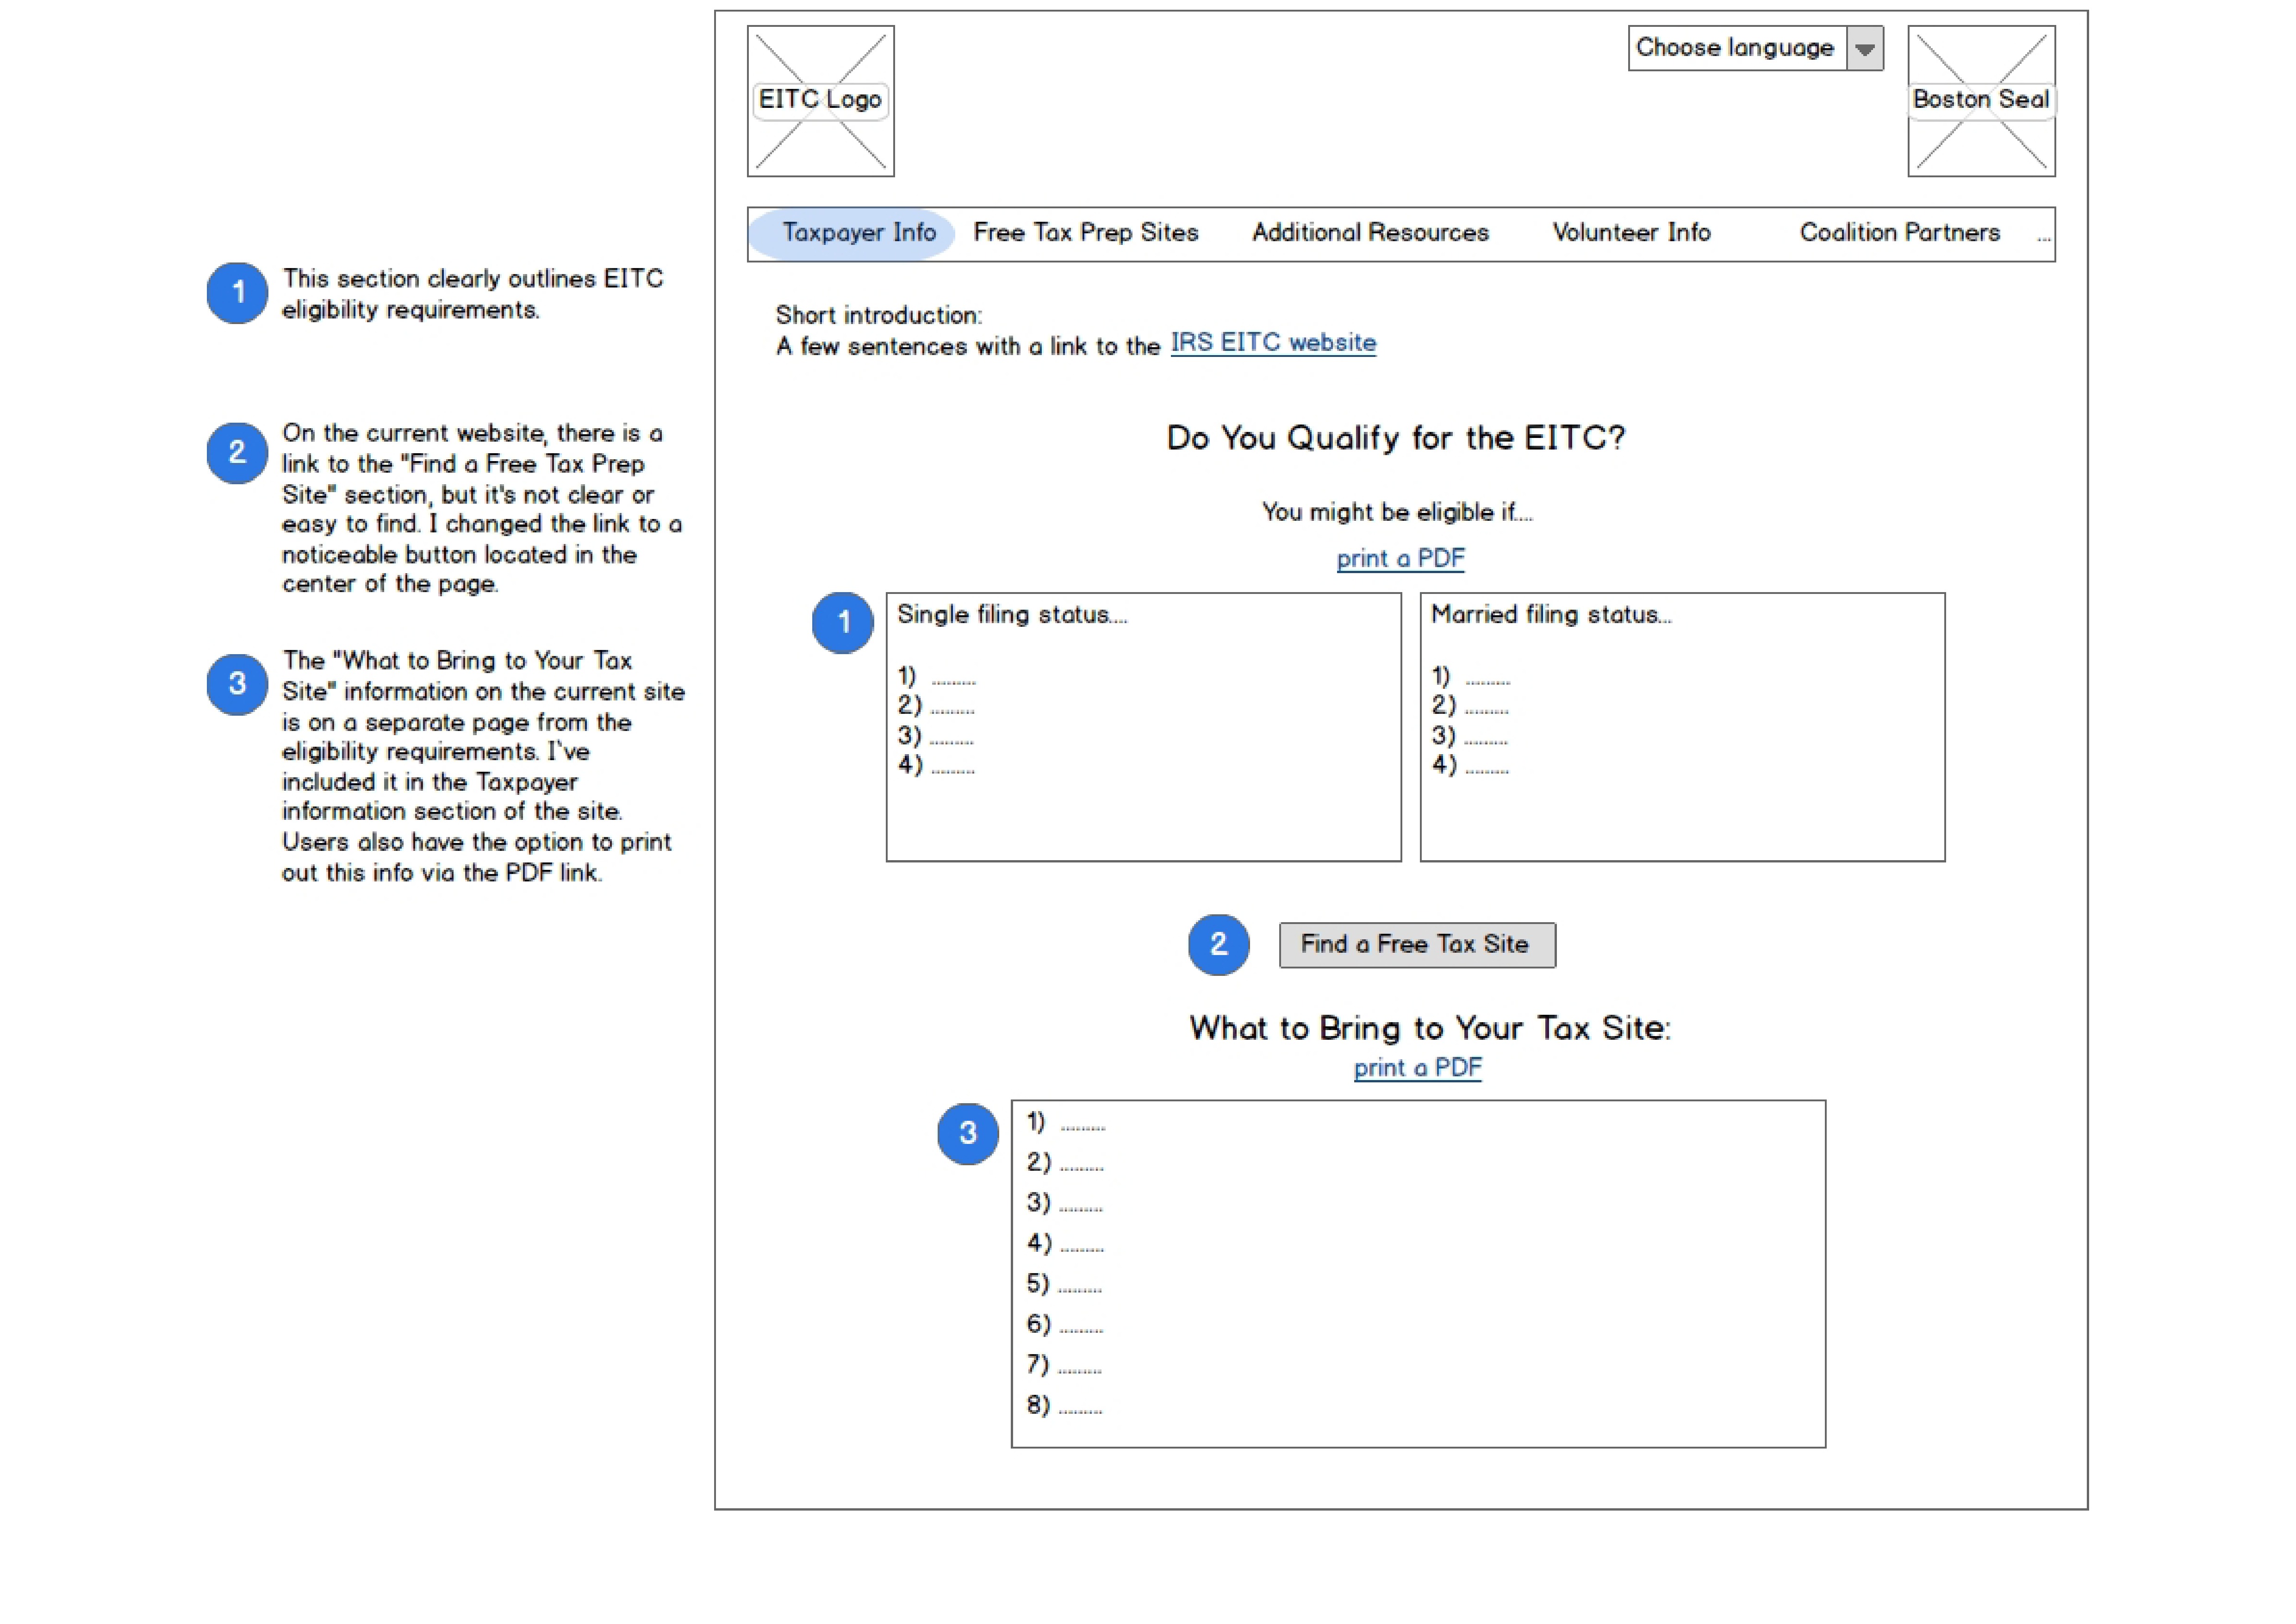 EITC Logo
Choose language
Boston Seal
Taxpayer Info Free Tax Prep Sites Additional Resources Volunteer Info Coalition Partners ...
1
This section clearly outlines EITC
eligibility requirements.
2
On the current website, there is a
link to the "Find a Free Tax Prep
Site" section, but it's not clear or
easy to find. I changed the link to a
noticeable button located in the
center of the page.
3
The "What to Bring to Your Tax
Site" information on the current site
is on a separate page from the
eligibility requirements. I've
included it in the Taxpayer
information section of the site.
Users also have the option to print
out this info via the PDF link.
Short introduction:
A few sentences with a link to the IRS EITC website
Do You Qualify for the EITC?
You might be eligible if....
print a PDF
1
Single filing status....
1) .........
2) .........
3) .........
4) .........
Married filing status...
1) .........
2) .........
3) .........
4) .........
2
Find a Free Tax Site
What to Bring to Your Tax Site:
print a PDF
3
1) .........
2) .........
3) .........
4) .........
5) .........
6) .........
7) .........
8) .........